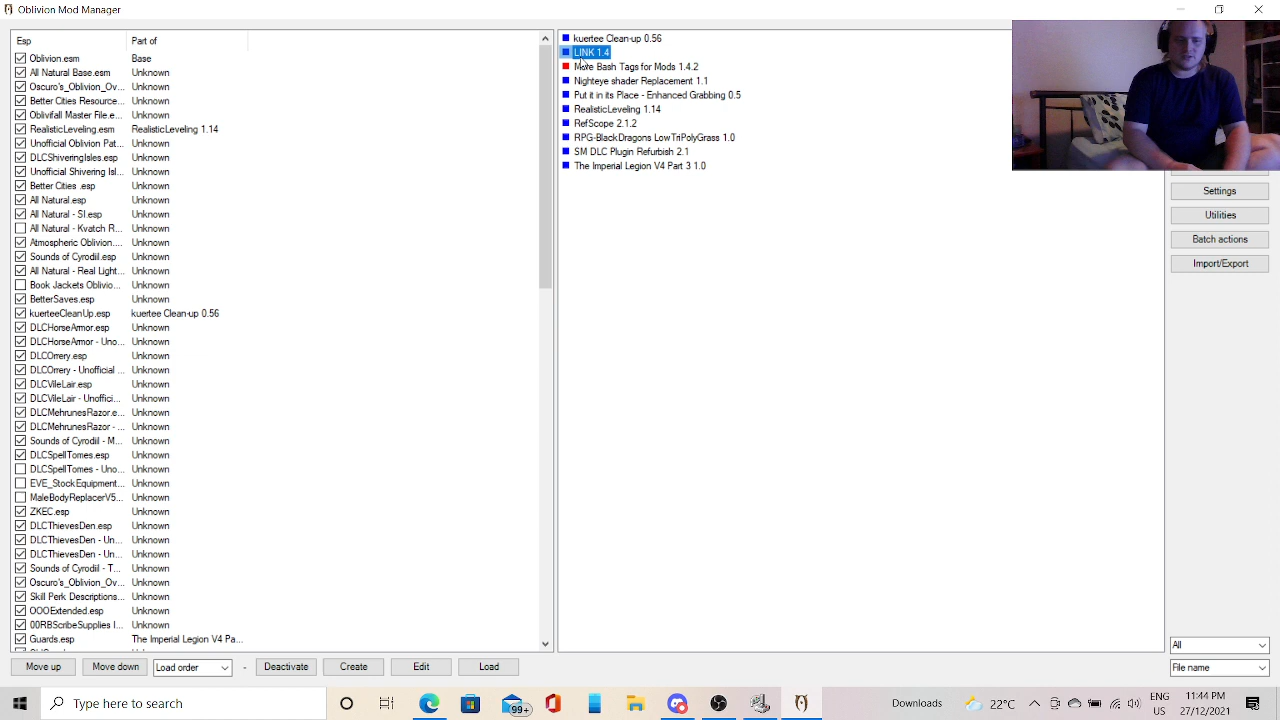 Oblivion Mod Manager
Esp Part of
Oblivion.esm Base
All Natural Base.esm Unknown
Oscuro's_Oblivion_Ov... Unknown
Better Cities Resource... Unknown
Oblivifall Master File.e... Unknown
RealisticLeveling.esm RealisticLeveling 1.14
Unofficial Oblivion Pat... Unknown
DLCShiveringIsles.esp Unknown
Unofficial Shivering Isl... Unknown
Better Cities .esp Unknown
All Natural.esp Unknown
All Natural - SI.esp Unknown
All Natural - Kvatch R... Unknown
Atmospheric Oblivion.... Unknown
Sounds of Cyrodil.esp Unknown
All Natural - Real Light... Unknown
Book Jackets Oblivio... Unknown
BetterSaves.esp Unknown
kuerteeCleanUp.esp kuertee Clean-up 0.56
DLCHorseArmor.esp Unknown
DLCHorseArmor - Uno... Unknown
DLCOrrery.esp Unknown
DLCOrrery - Unofficial ... Unknown
DLCVileLair.esp Unknown
DLCVileLair - Unoffici... Unknown
DLCMehrunesRazor.e... Unknown
DLCMehrunesRazor - ... Unknown
Sounds of Cyrodil - M... Unknown
DLCSpellTomes.esp Unknown
DLCSpellTomes - Uno... Unknown
EVE_StockEquipment... Unknown
MaleBodyReplacerV5... Unknown
ZKEC.esp Unknown
DLCThievesDen.esp Unknown
DLCThievesDen - Un... Unknown
DLCThievesDen - Un... Unknown
Sounds of Cyrodil - T... Unknown
Oscuro's_Oblivion_Ov... Unknown
Skill Perk Descriptions... Unknown
OOOExtended.esp Unknown
00RBScribeSupplies I... Unknown
Guards.esp The Imperial Legion V4 Pa...
kuertee Clean-up 0.56
LINK 1.4
More Bash Tags for Mods 1.4.2
Nighteye shader Replacement 1.1
Put it in its Place - Enhanced Grabbing 0.5
RealisticLeveling 1.14
RefScope 2.1.2
RPG-BlackDragons LowTriPolyGrass 1.0
SM DLC Plugin Refurbish 2.1
The Imperial Legion V4 Part 3 1.0
Settings
Utilities
Batch actions
Import/Export
All
File name
Move up Move down Load order - Deactivate Create Edit Load
Type here to search
99+
Downloads
22°C
ENG
US
11:44 PM
27/12/2021